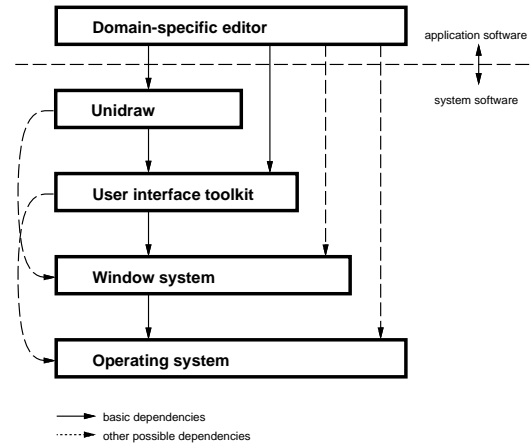 Domain-specific editor
application software
system software
Unidraw
User interface toolkit
Window system
Operating system
basic dependencies
other possible dependencies